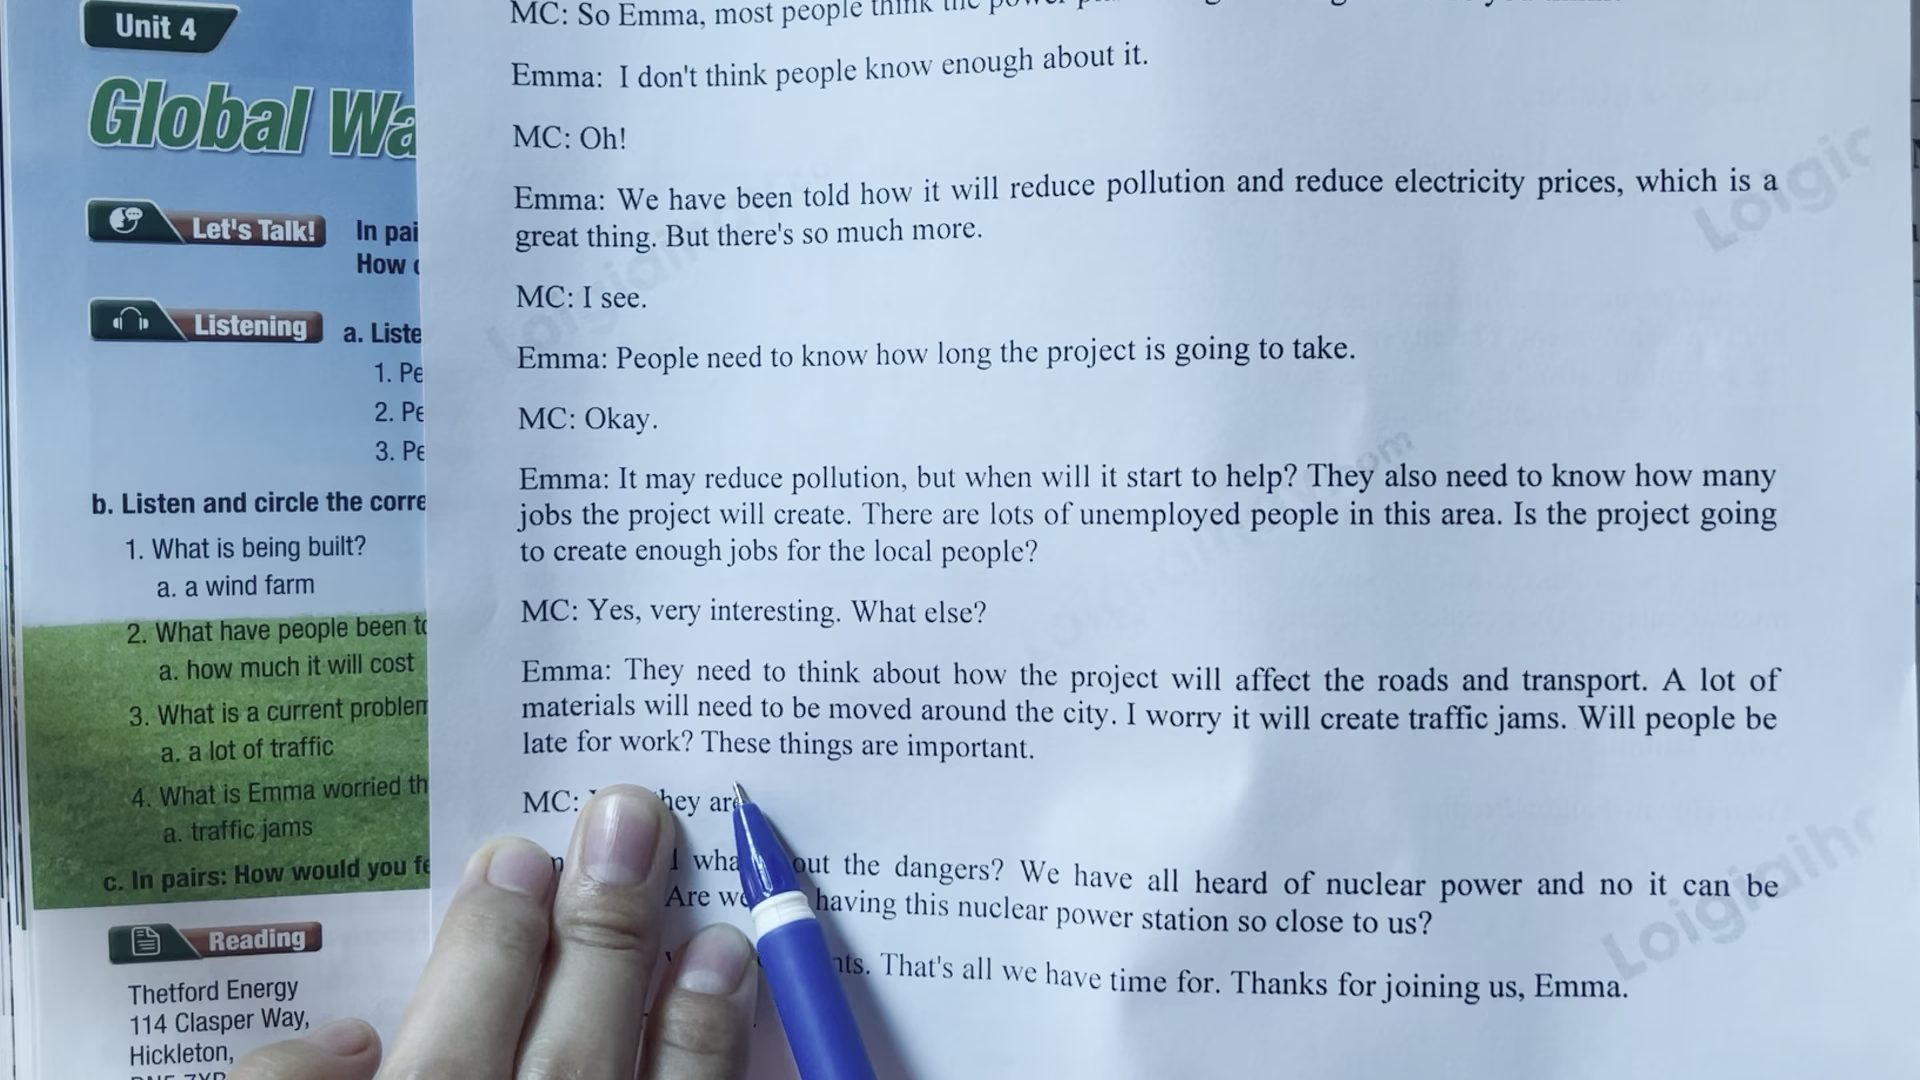 Unit 4
Global Wa
Let's Talk!
In pai
How
Listening
a. Liste
1. Pe
2. Pe
3. Pe
b. Listen and circle the corre
1. What is being built?
a. a wind farm
2. What have people been to
a. how much it will cost
3. What is a current problem
a. a lot of traffic
4. What is Emma worried th
a. traffic jams
c. In pairs: How would you fe
Reading
Thetford Energy
114 Clasper Way,
Hickleton,
MC: So Emma, most people think the
Emma: I don't think people know enough about it.
MC: Oh!
Emma: We have been told how it will reduce pollution and reduce electricity prices, which is a
great thing. But there's so much more.
MC: I see.
Emma: People need to know how long the project is going to take.
MC: Okay.
Emma: It may reduce pollution, but when will it start to help? They also need to know how many
jobs the project will create. There are lots of unemployed people in this area. Is the project going
to create enough jobs for the local people?
MC: Yes, very interesting. What else?
Emma: They need to think about how the project will affect the roads and transport. A lot of
materials will need to be moved around the city. I worry it will create traffic jams. Will people be
late for work? These things are important.
MC: hey are
wha out the dangers? We have all heard of nuclear power and no it can be
Are we having this nuclear power station so close to us?
nts. That's all we have time for. Thanks for joining us, Emma.
Loigiaih